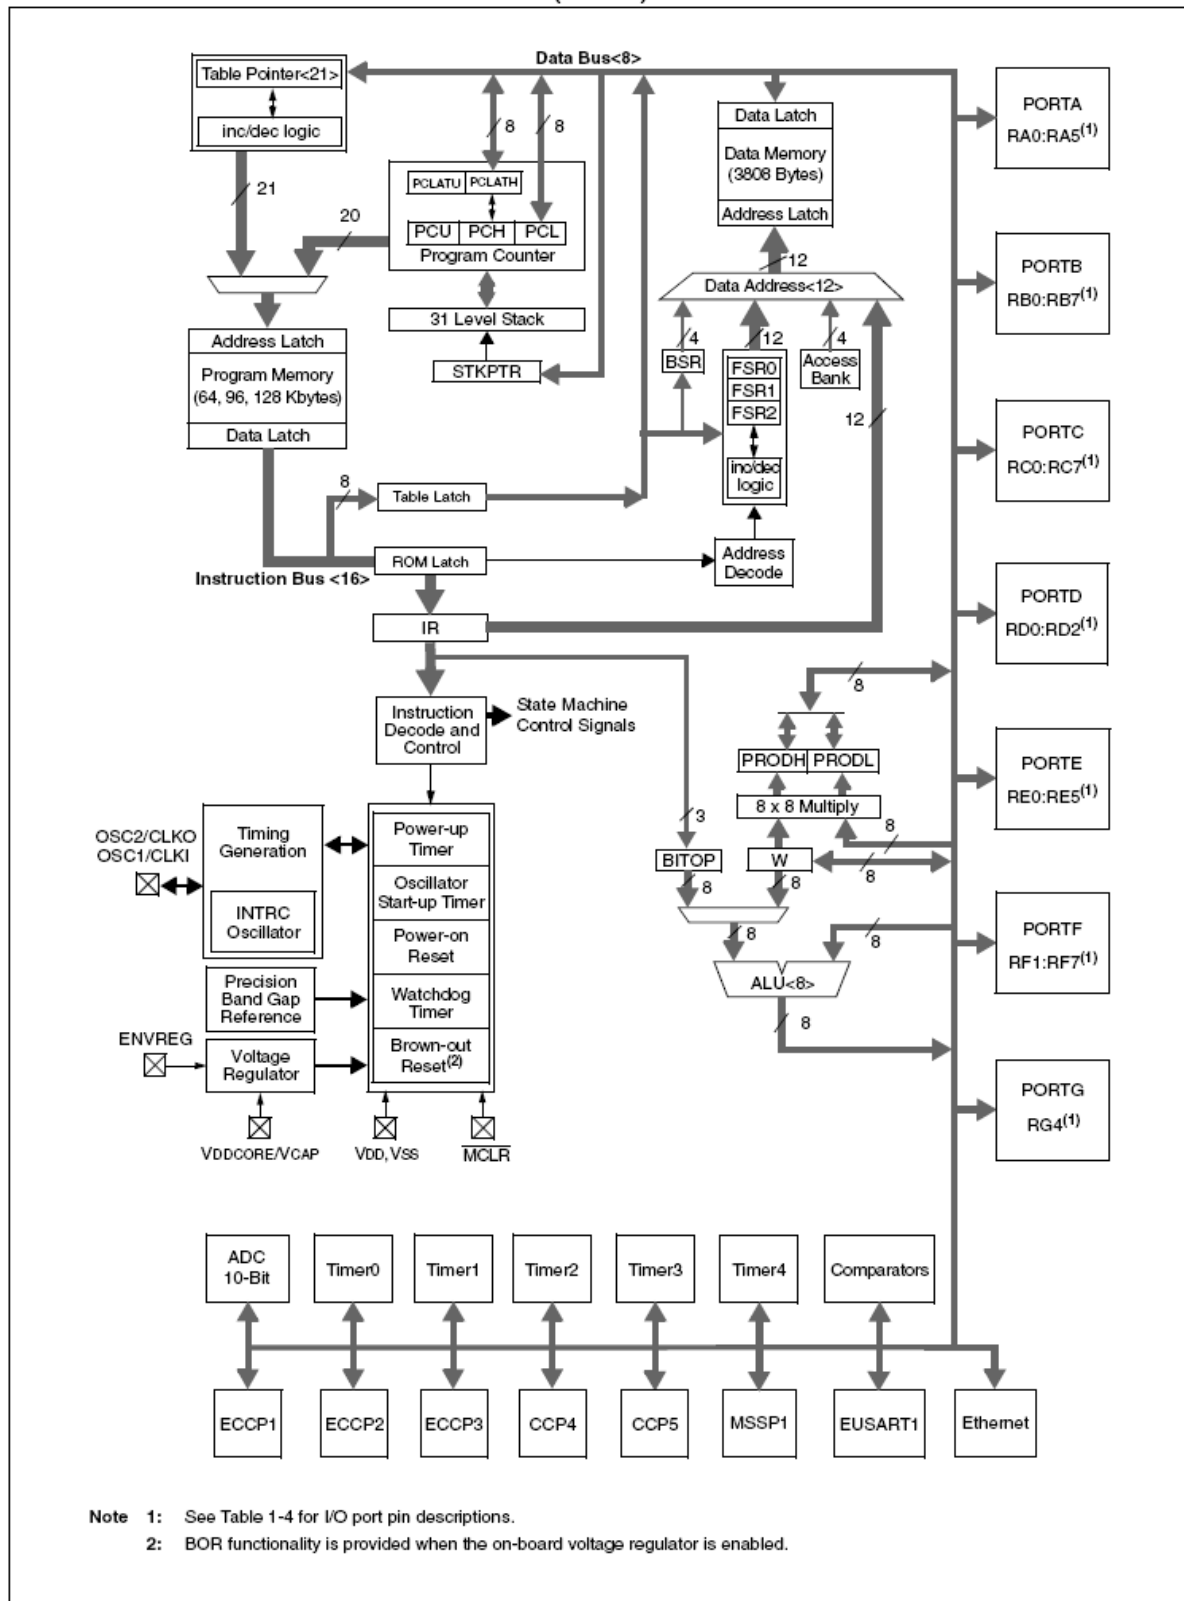 Data Bus<8>
Table Pointer<21>
inc/dec logic
21
20
8
8
PCLATU PCLATH
PCU PCH PCL
Program Counter
31 Level Stack
STKPTR
Address Latch
Program Memory
(64, 96, 128 Kbytes)
Data Latch
8
Table Latch
ROM Latch
Instruction Bus <16>
IR
Data Latch
Data Memory
(3808 Bytes)
Address Latch
12
Data Address<12>
4
12
4
BSR
FSR0
FSR1
FSR2
inc/dec
logic
Access
Bank
12
Address
Decode
Instruction
Decode and
Control
State Machine
Control Signals
8
PRODH PRODL
8 x 8 Multiply
3
8
BITOP
W
8
8
8
8
8
ALU<8>
8
OSC2/CLKO
OSC1/CLKI
Timing
Generation
INTRC
Oscillator
Power-up
Timer
Oscillator
Start-up Timer
Power-on
Reset
Watchdog
Timer
Brown-out
Reset(2)
Precision
Band Gap
Reference
ENVREG
Voltage
Regulator
VDDCORE/VCAP
VDD, VSS
MCLR
PORTA
RA0:RA5(1)
PORTB
RB0:RB7(1)
PORTC
RC0:RC7(1)
PORTD
RD0:RD2(1)
PORTE
RE0:RE5(1)
PORTF
RF1:RF7(1)
PORTG
RG4(1)
ADC
10-Bit
Timer0
Timer1
Timer2
Timer3
Timer4
Comparators
ECCP1
ECCP2
ECCP3
CCP4
CCP5
MSSP1
EUSART1
Ethernet
Note 1: See Table 1-4 for I/O port pin descriptions.
2: BOR functionality is provided when the on-board voltage regulator is enabled.